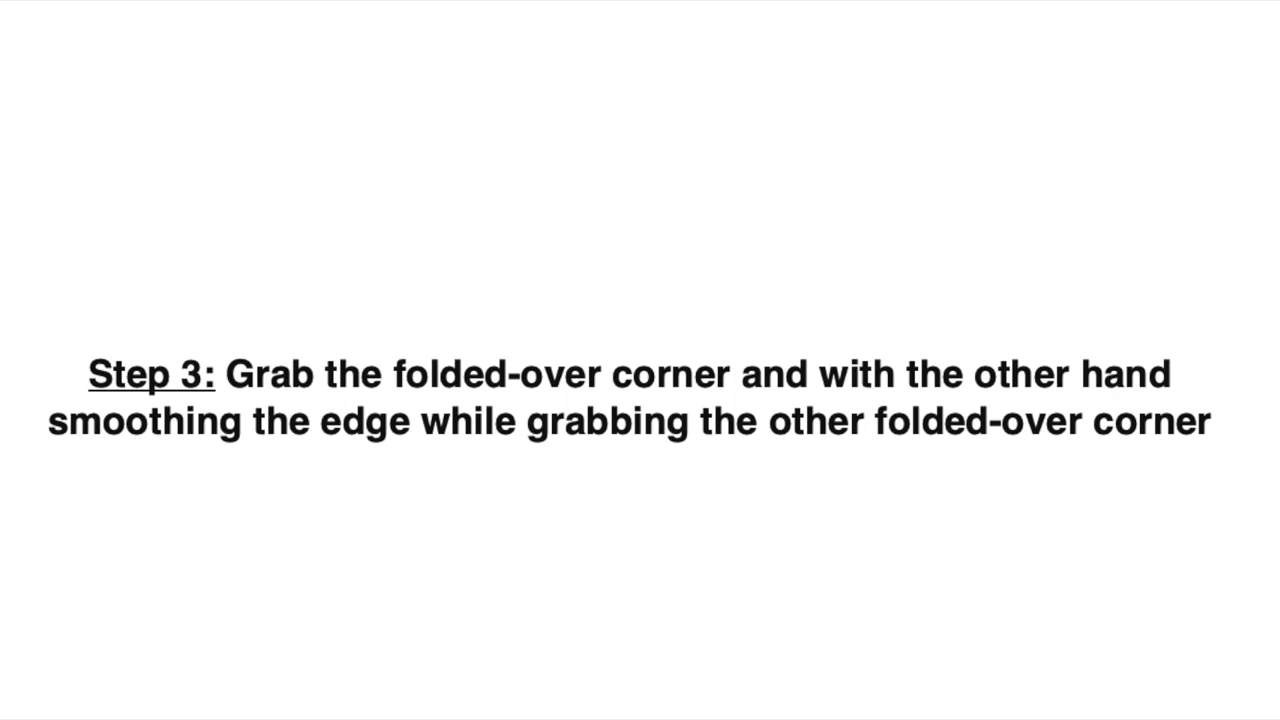 Step 3: Grab the folded-over corner and with the other hand
smoothing the edge while grabbing the other folded-over corner